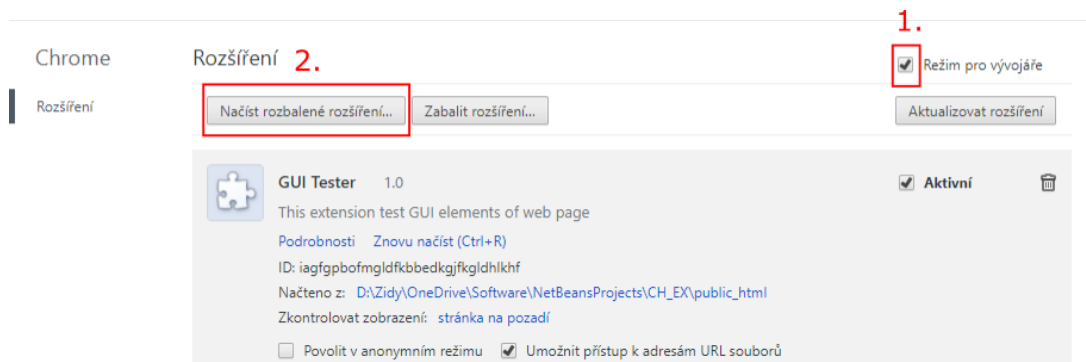 1.
Chrome
Rozšíření 2.
Režim pro vývojáře
Rozšíření
Načíst rozbalené rozšíření... Zabalit rozšíření... Aktualizovat rozšíření
GUI Tester 1.0 Aktivní
This extension test GUI elements of web page
Podrobnosti Znovu načíst (Ctrl+R)
ID: iagfgpbofmgldfkbbedkgjfkgldhlkhf
Načteno z: D:\Zidy\OneDrive\Software\NetBeansProjects\CH_EX\public_html
Zkontrolovat zobrazení: stránka na pozadí
Povolit v anonymním režimu Umožnit přístup k adresám URL souborů